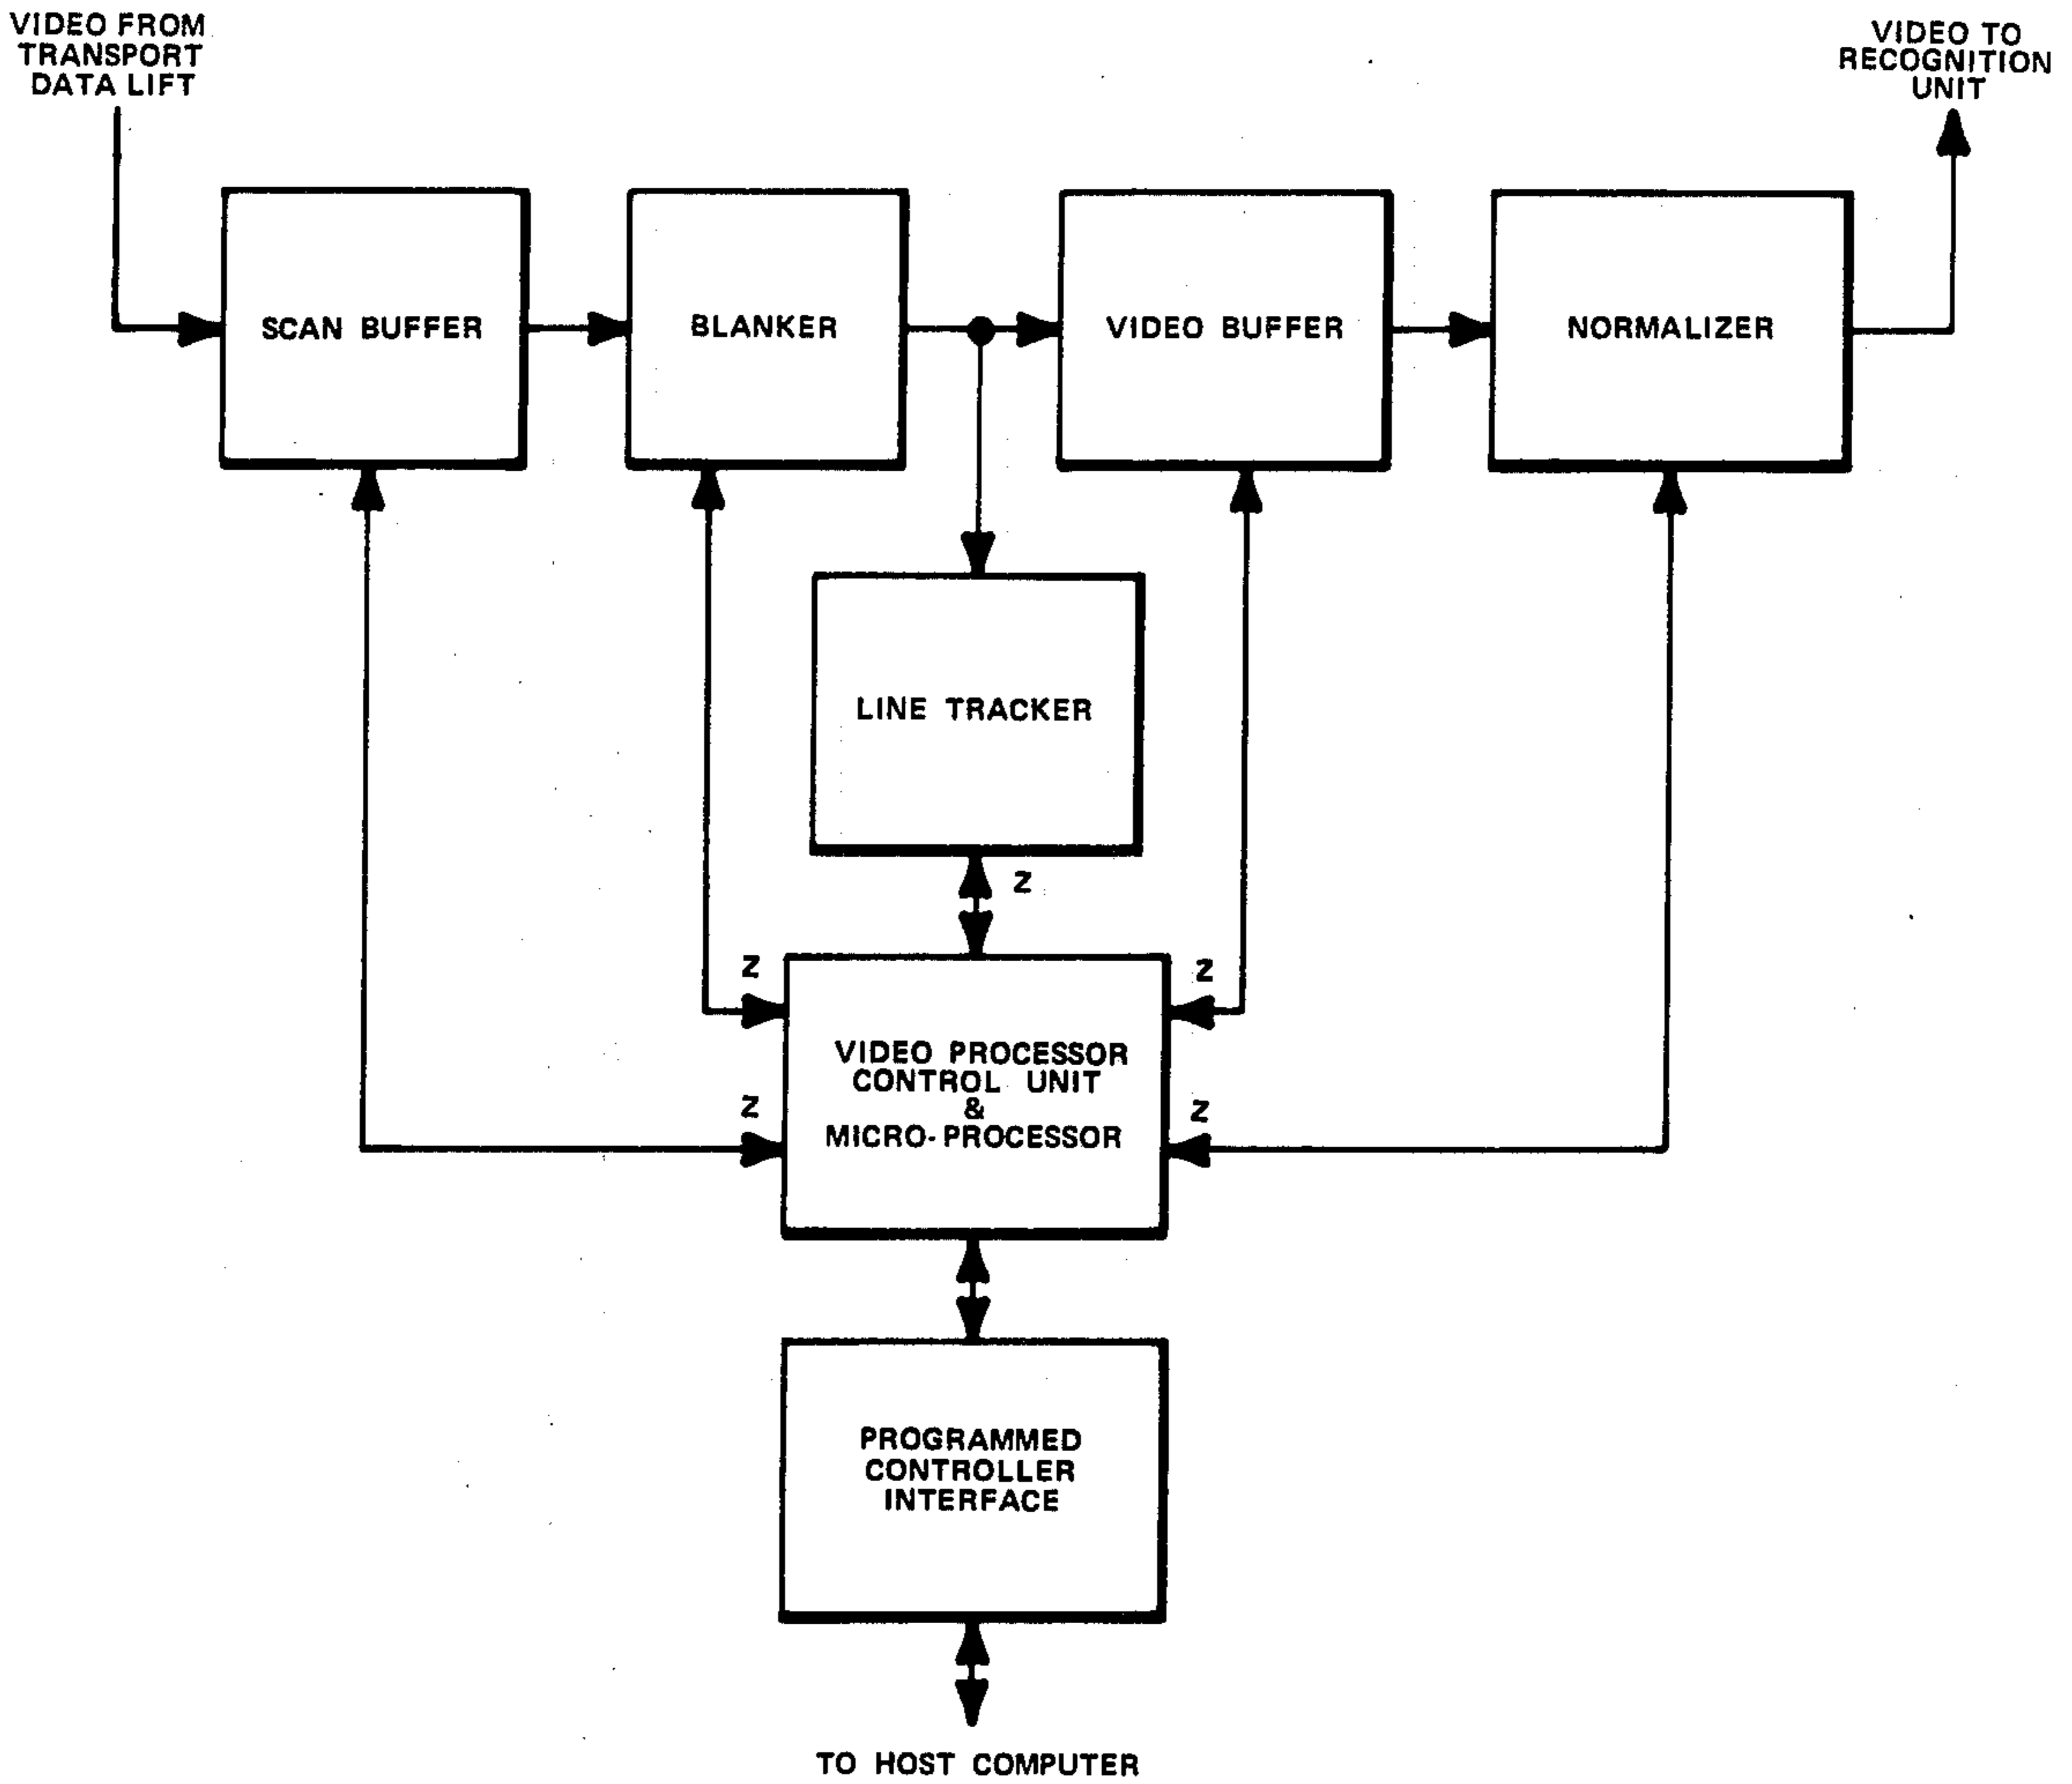 VIDEO FROM
TRANSPORT
DATA LIFT
VIDEO TO
RECOGNITION
UNIT
SCAN BUFFER
BLANKER
VIDEO BUFFER
NORMALIZER
LINE TRACKER
Z
Z
Z
VIDEO PROCESSOR
CONTROL UNIT
&
MICRO-PROCESSOR
Z
Z
PROGRAMMED
CONTROLLER
INTERFACE
TO HOST COMPUTER